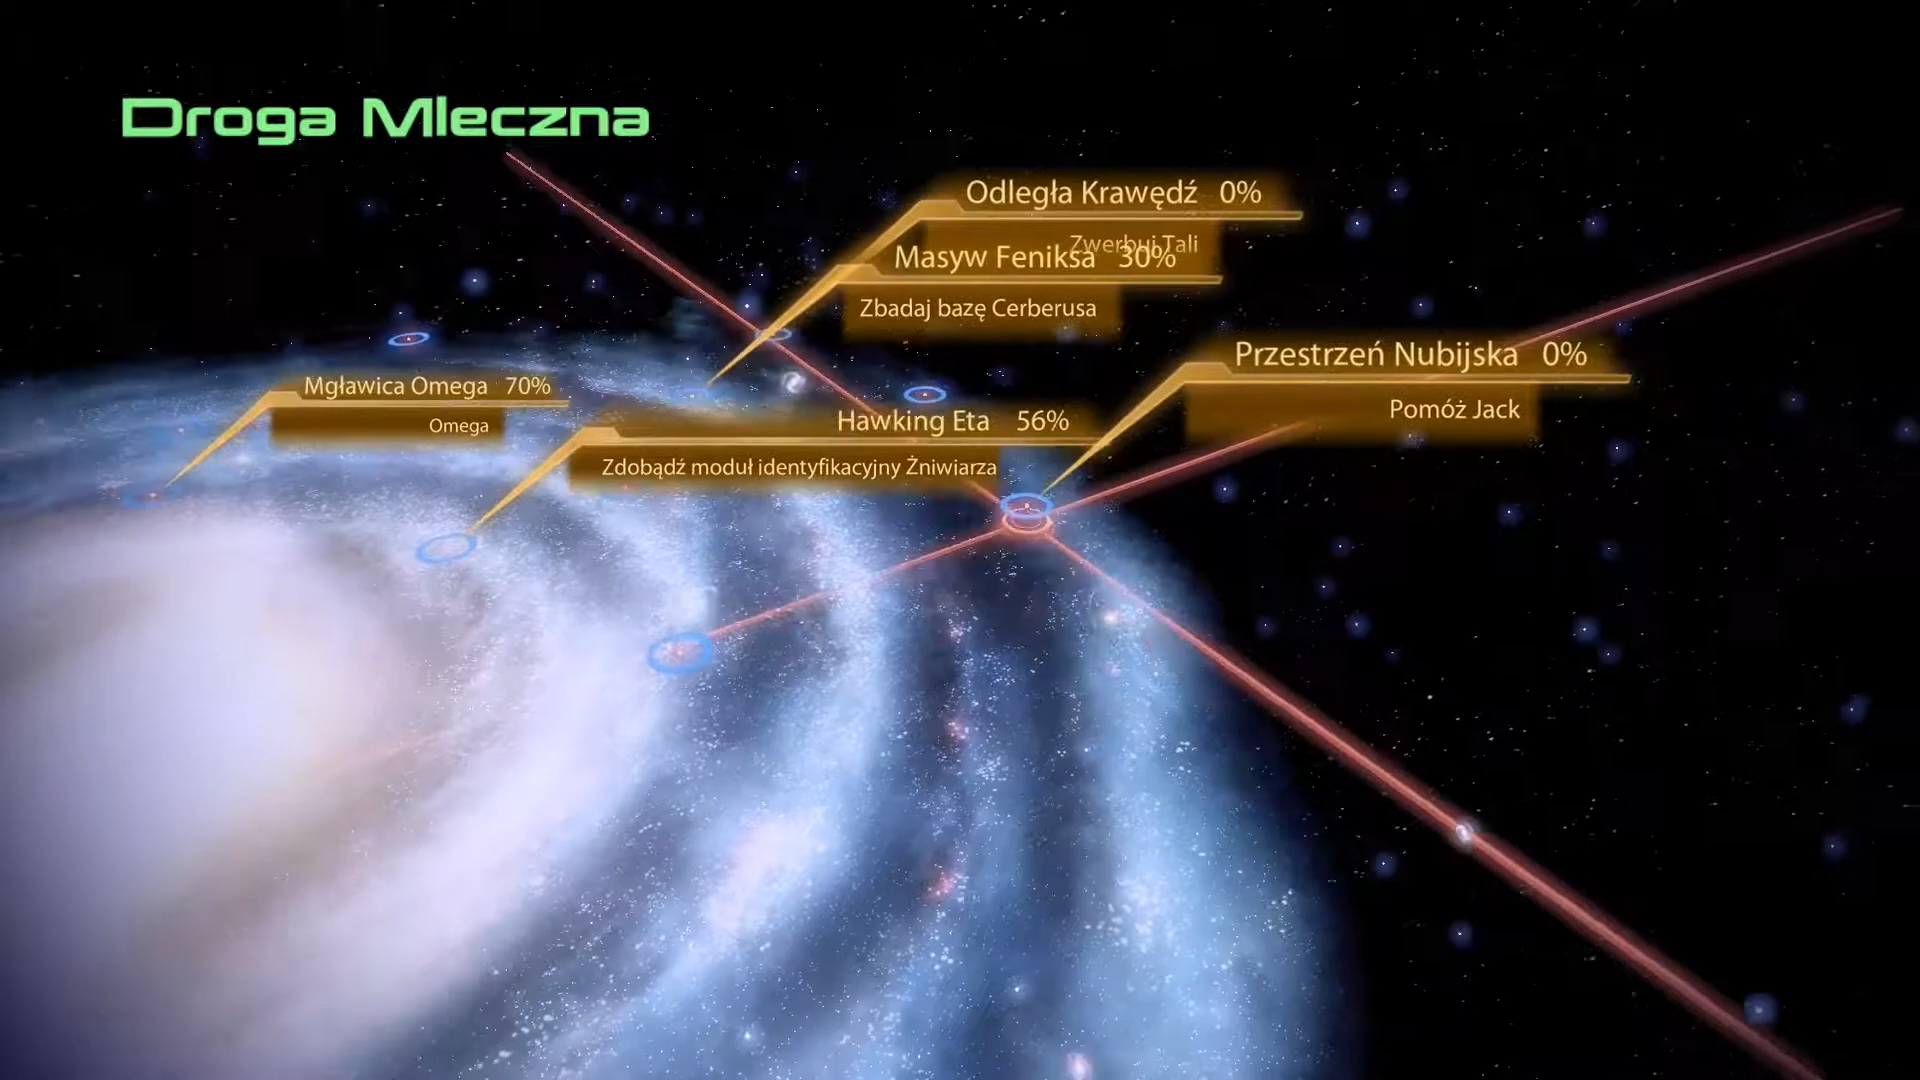 Droga Mleczna
Odległa Krawędź 0%
Zwerbuj Tali
Masyw Feniksa 30%
Zbadaj bazę Cerberusa
Przestrzeń Nubijska 0%
Pomóż Jack
Mgławica Omega 70%
Omega
Hawking Eta 56%
Zdobądź moduł identyfikacyjny Żniwiarza